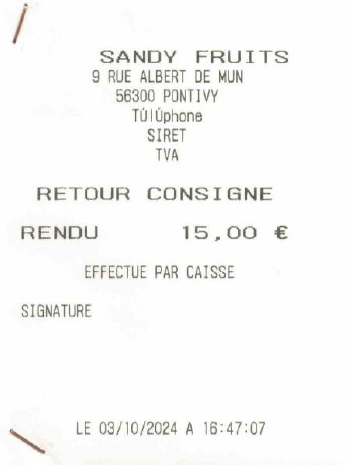 SANDY FRUITS
9 RUE ALBERT DE MUN
56300 PONTIVY
TÚlÚphone
SIRET
TVA
RETOUR CONSIGNE
RENDU 15,00 €
EFFECTUE PAR CAISSE
SIGNATURE
LE 03/10/2024 A 16:47:07